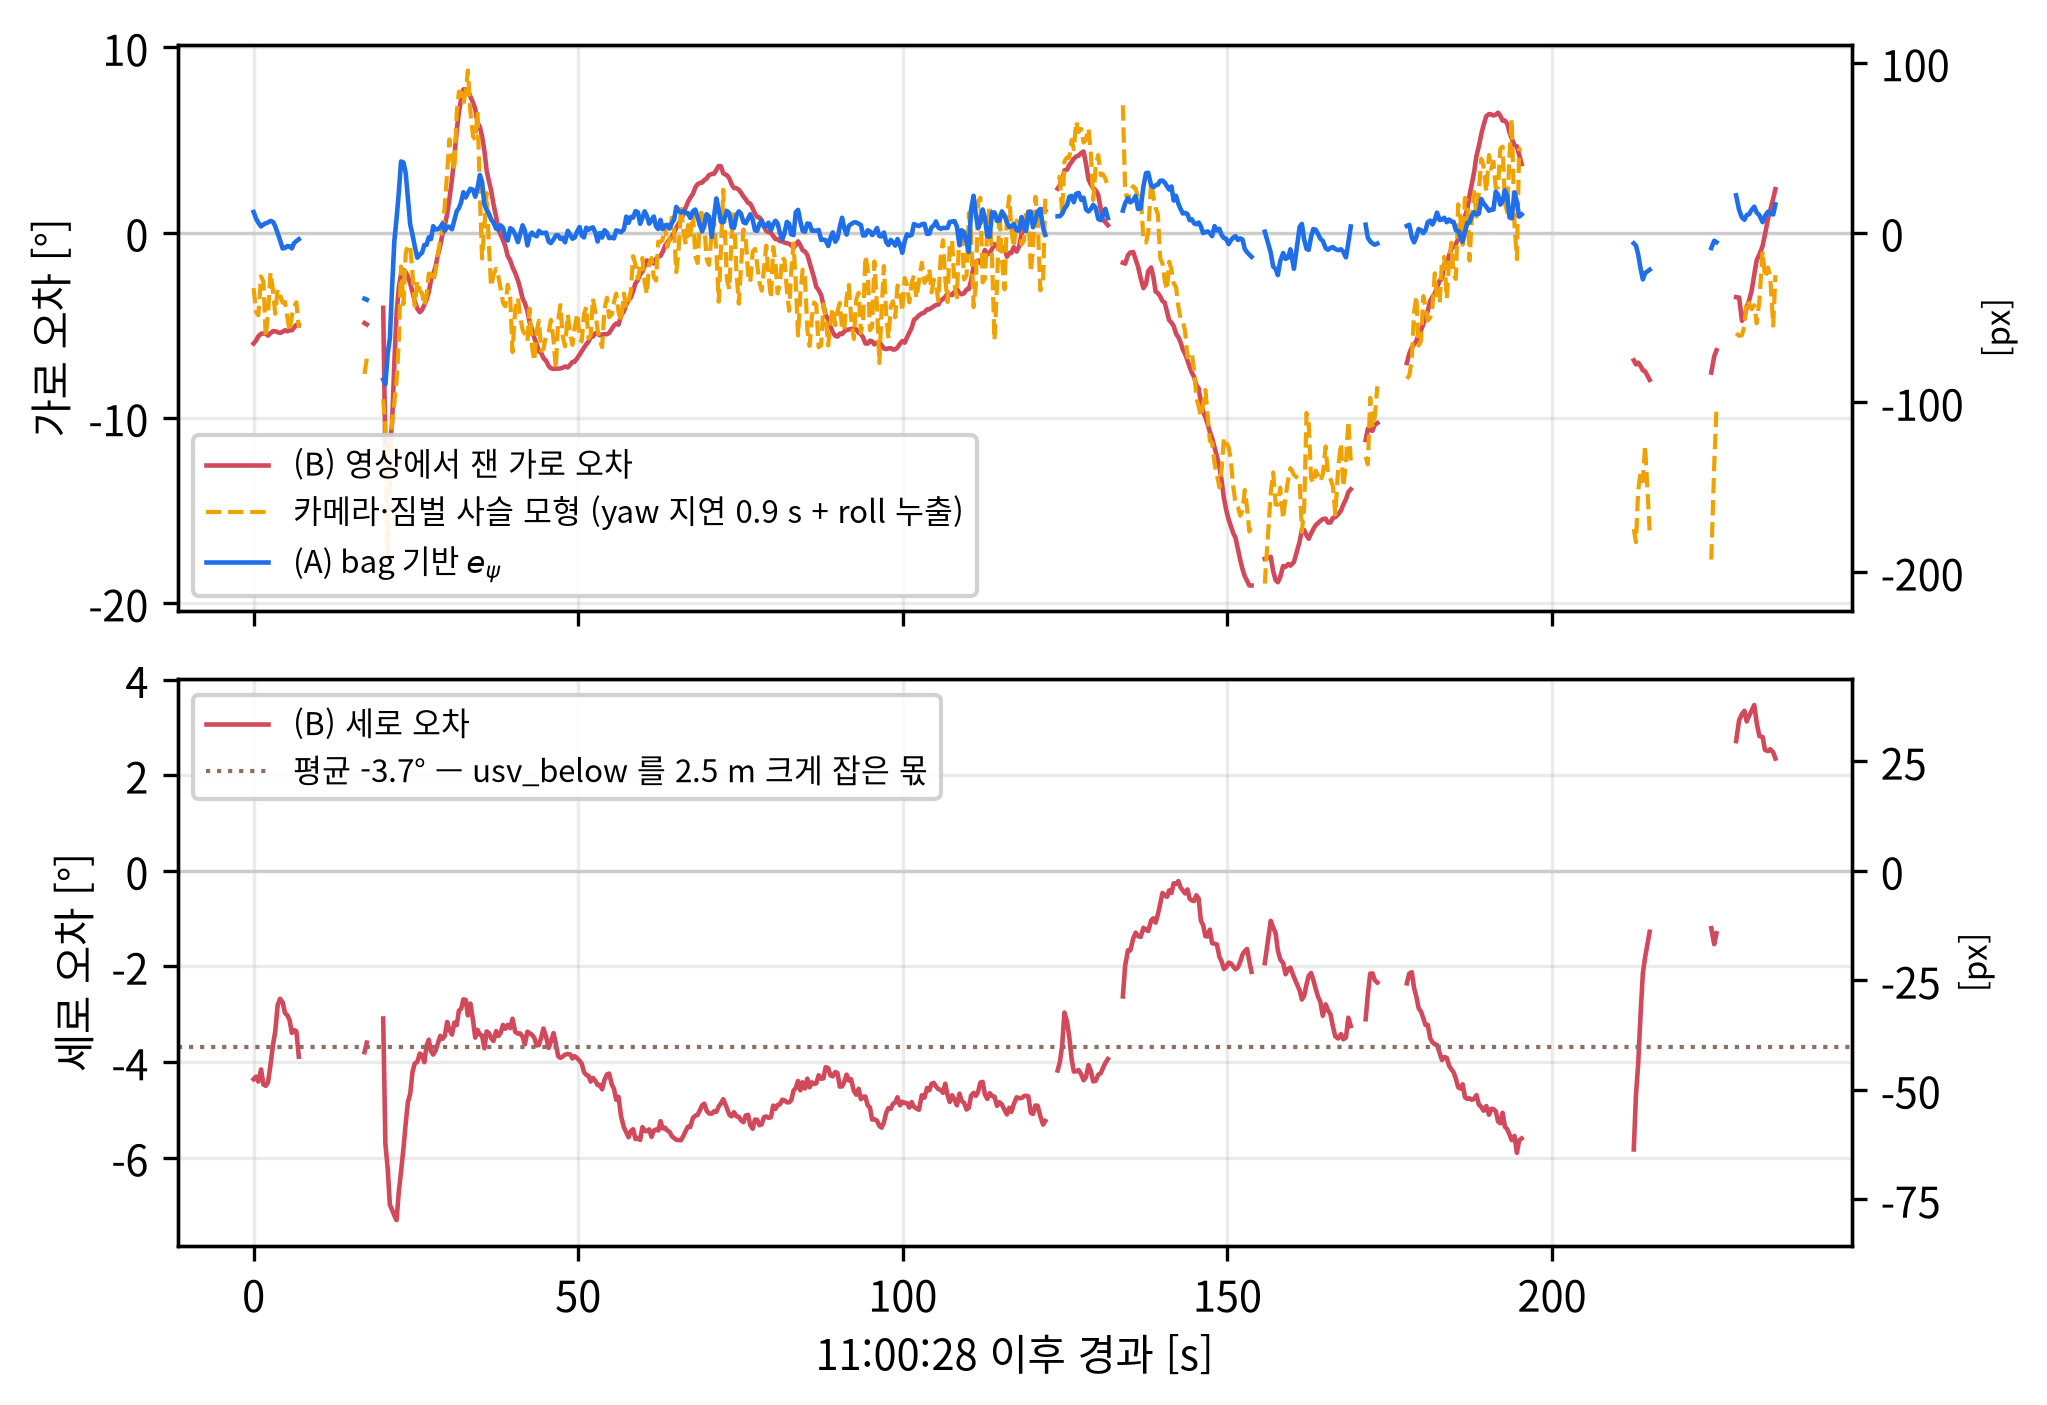 10
0
-10
-20
가로 오차 [°]
100
0
-100
-200
[px]
(B) 영상에서 잰 가로 오차
카메라·짐벌 사슬 모형 (yaw 지연 0.9 s + roll 누출)
(A) bag 기반 eψ
4
2
0
-2
-4
-6
세로 오차 [°]
25
0
-25
-50
-75
[px]
(B) 세로 오차
평균 -3.7° — usv_below 를 2.5 m 크게 잡은 몫
0
50
100
150
200
11:00:28 이후 경과 [s]